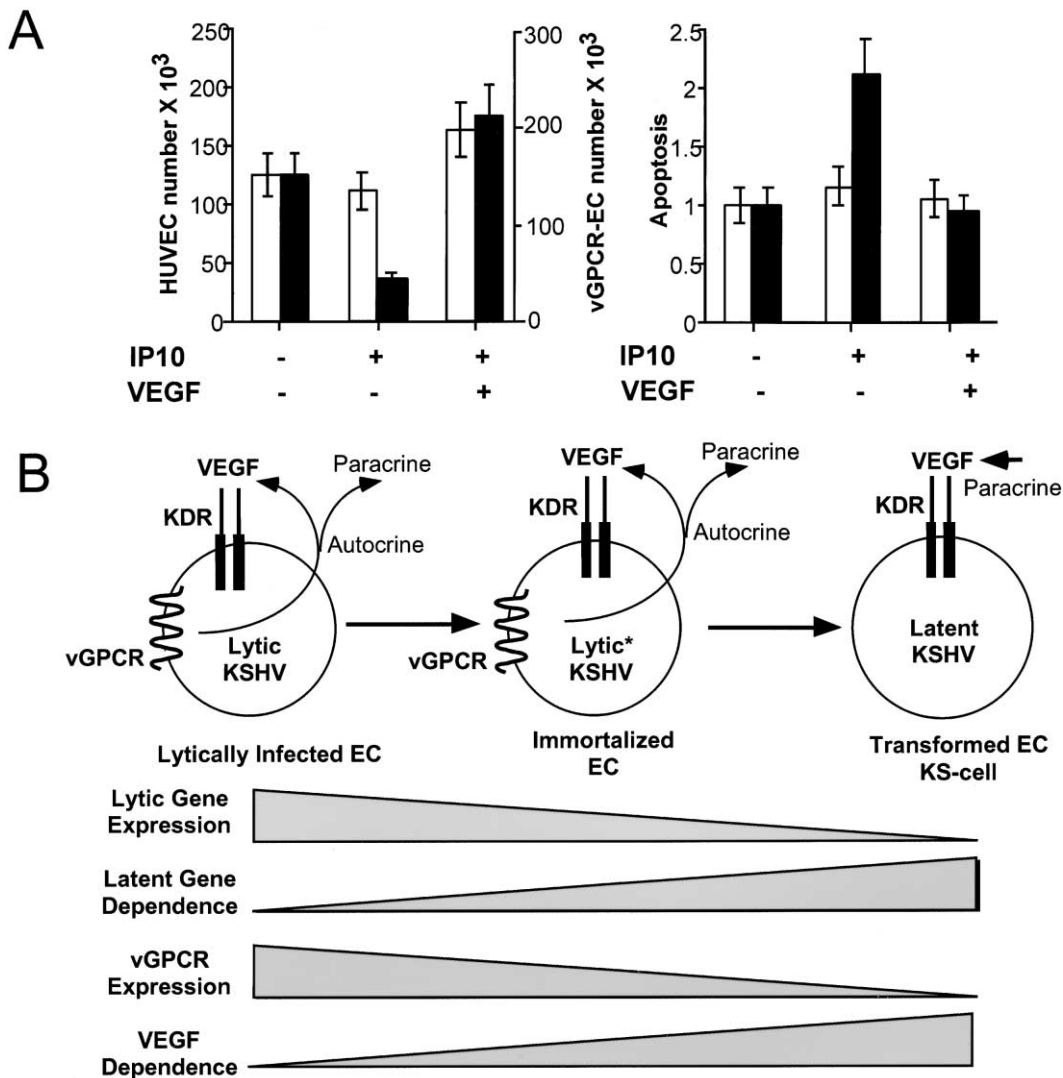 A
HUVEC number X 10³
250
200
150
100
50
0
300
200
100
0
vGPCR-EC number X 10³
IP10 - + +
VEGF - - +
Apoptosis
2.5
2
1.5
1
0.5
0
IP10 - + +
VEGF - - +
B
VEGF
Paracrine
KDR
Autocrine
vGPCR
Lytic
KSHV
Lytically Infected EC
VEGF
Paracrine
KDR
Autocrine
vGPCR
Lytic*
KSHV
Immortalized
EC
VEGF
Paracrine
KDR
Latent
KSHV
Transformed EC
KS-cell
Lytic Gene
Expression
Latent Gene
Dependence
vGPCR
Expression
VEGF
Dependence